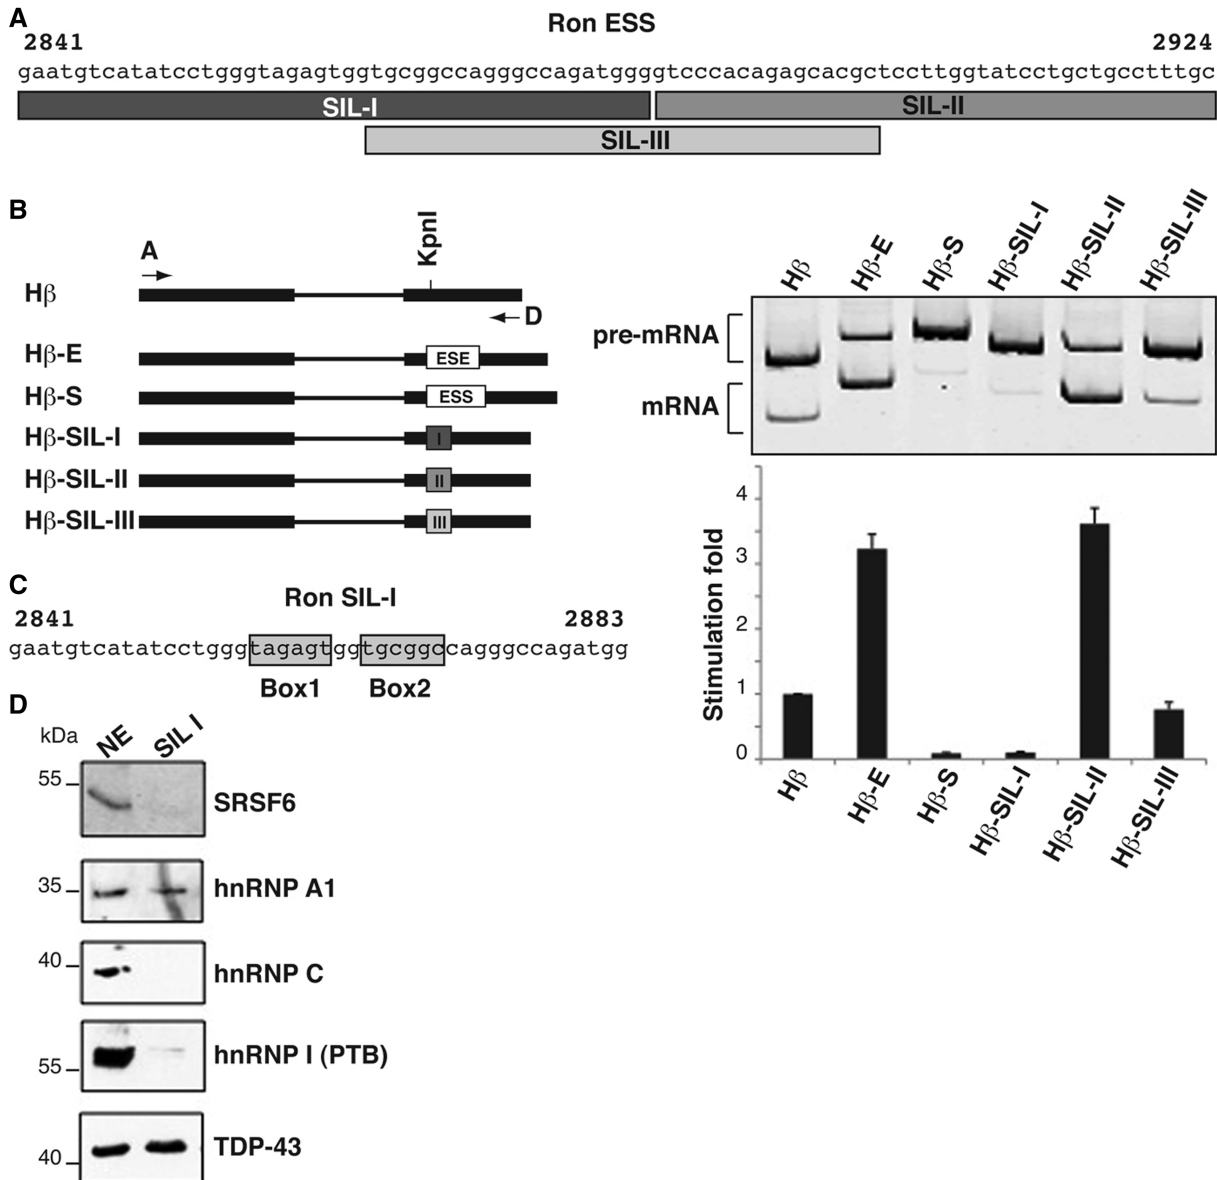 A
Ron ESS
2841 2924
gaatgtcatatcctgggtagagtggtgcggccagggccagatggggtcccacagagcacgctccttggtatcctgctgcctttgc
SIL-I SIL-II
SIL-III
B
A
KpnI
Hβ
D
Hβ-E ESE
Hβ-S ESS
Hβ-SIL-I I
Hβ-SIL-II II
Hβ-SIL-III III
Hβ Hβ-E Hβ-S Hβ-SIL-I Hβ-SIL-II Hβ-SIL-III
pre-mRNA
mRNA
Stimulation fold
4
3
2
1
0
Hβ Hβ-E Hβ-S Hβ-SIL-I Hβ-SIL-II Hβ-SIL-III
C
Ron SIL-I
2841 2883
gaatgtcatatcctgggtagagtggtgcggccagggccagatgg
Box1 Box2
D
kDa NE SIL I
55 SRSF6
35 hnRNP A1
40 hnRNP C
55 hnRNP I (PTB)
40 TDP-43